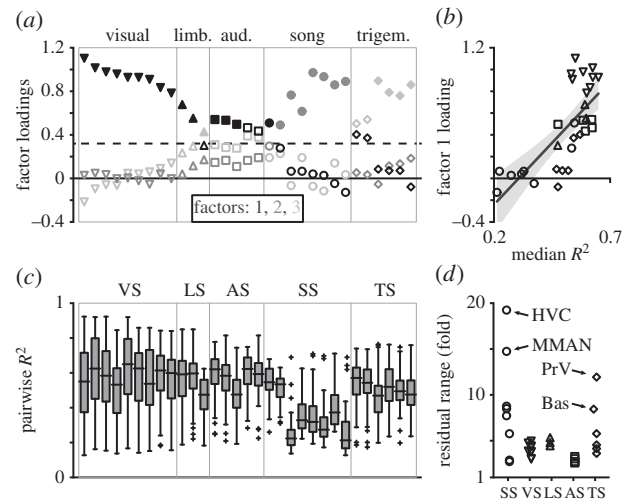 (a) visual limb. aud. song trigem. (b)
1.2 1.2
0.8
0.4
0
−0.4 −0.4
factor loadings
factors: 1, 2, 3
factor 1 loading
0.2 0.7
median R²
(c) VS LS AS SS TS (d)
1
0
pairwise R²
20
10
1
residual range (fold)
HVC
MMAN
PrV
Bas
SS VS LS AS TS